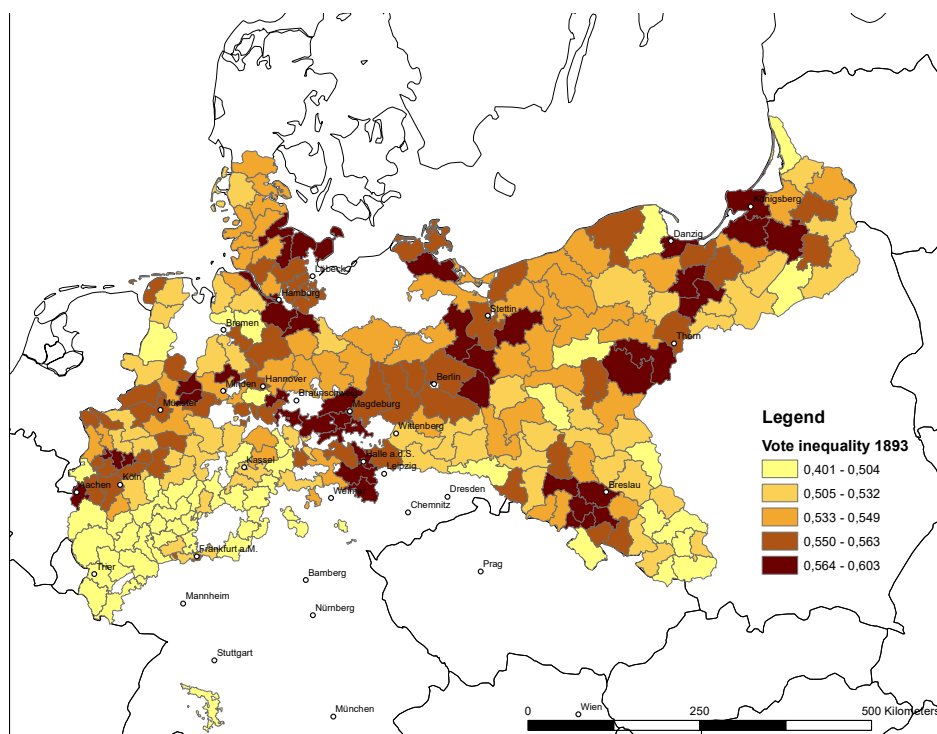 Königsberg
Danzig
Lübeck
Hamburg
Stettin
Bremen
Thorn
Berlin
Minden
Hannover
Braunschweig
Münster
Magdeburg
Wittenberg
Kassel
Halle a.d.S.
Leipzig
Aachen
Köln
Breslau
Dresden
Chemnitz
Frankfurt a.M.
Prag
Trier
Bamberg
Mannheim
Nürnberg
Stuttgart
München
Wien
Legend
Vote inequality 1893
0,401 - 0,504
0,505 - 0,532
0,533 - 0,549
0,550 - 0,563
0,564 - 0,603
0 250 500 Kilometers